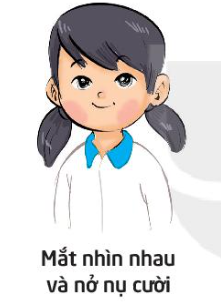 Mắt nhìn nhau
và nở nụ cười